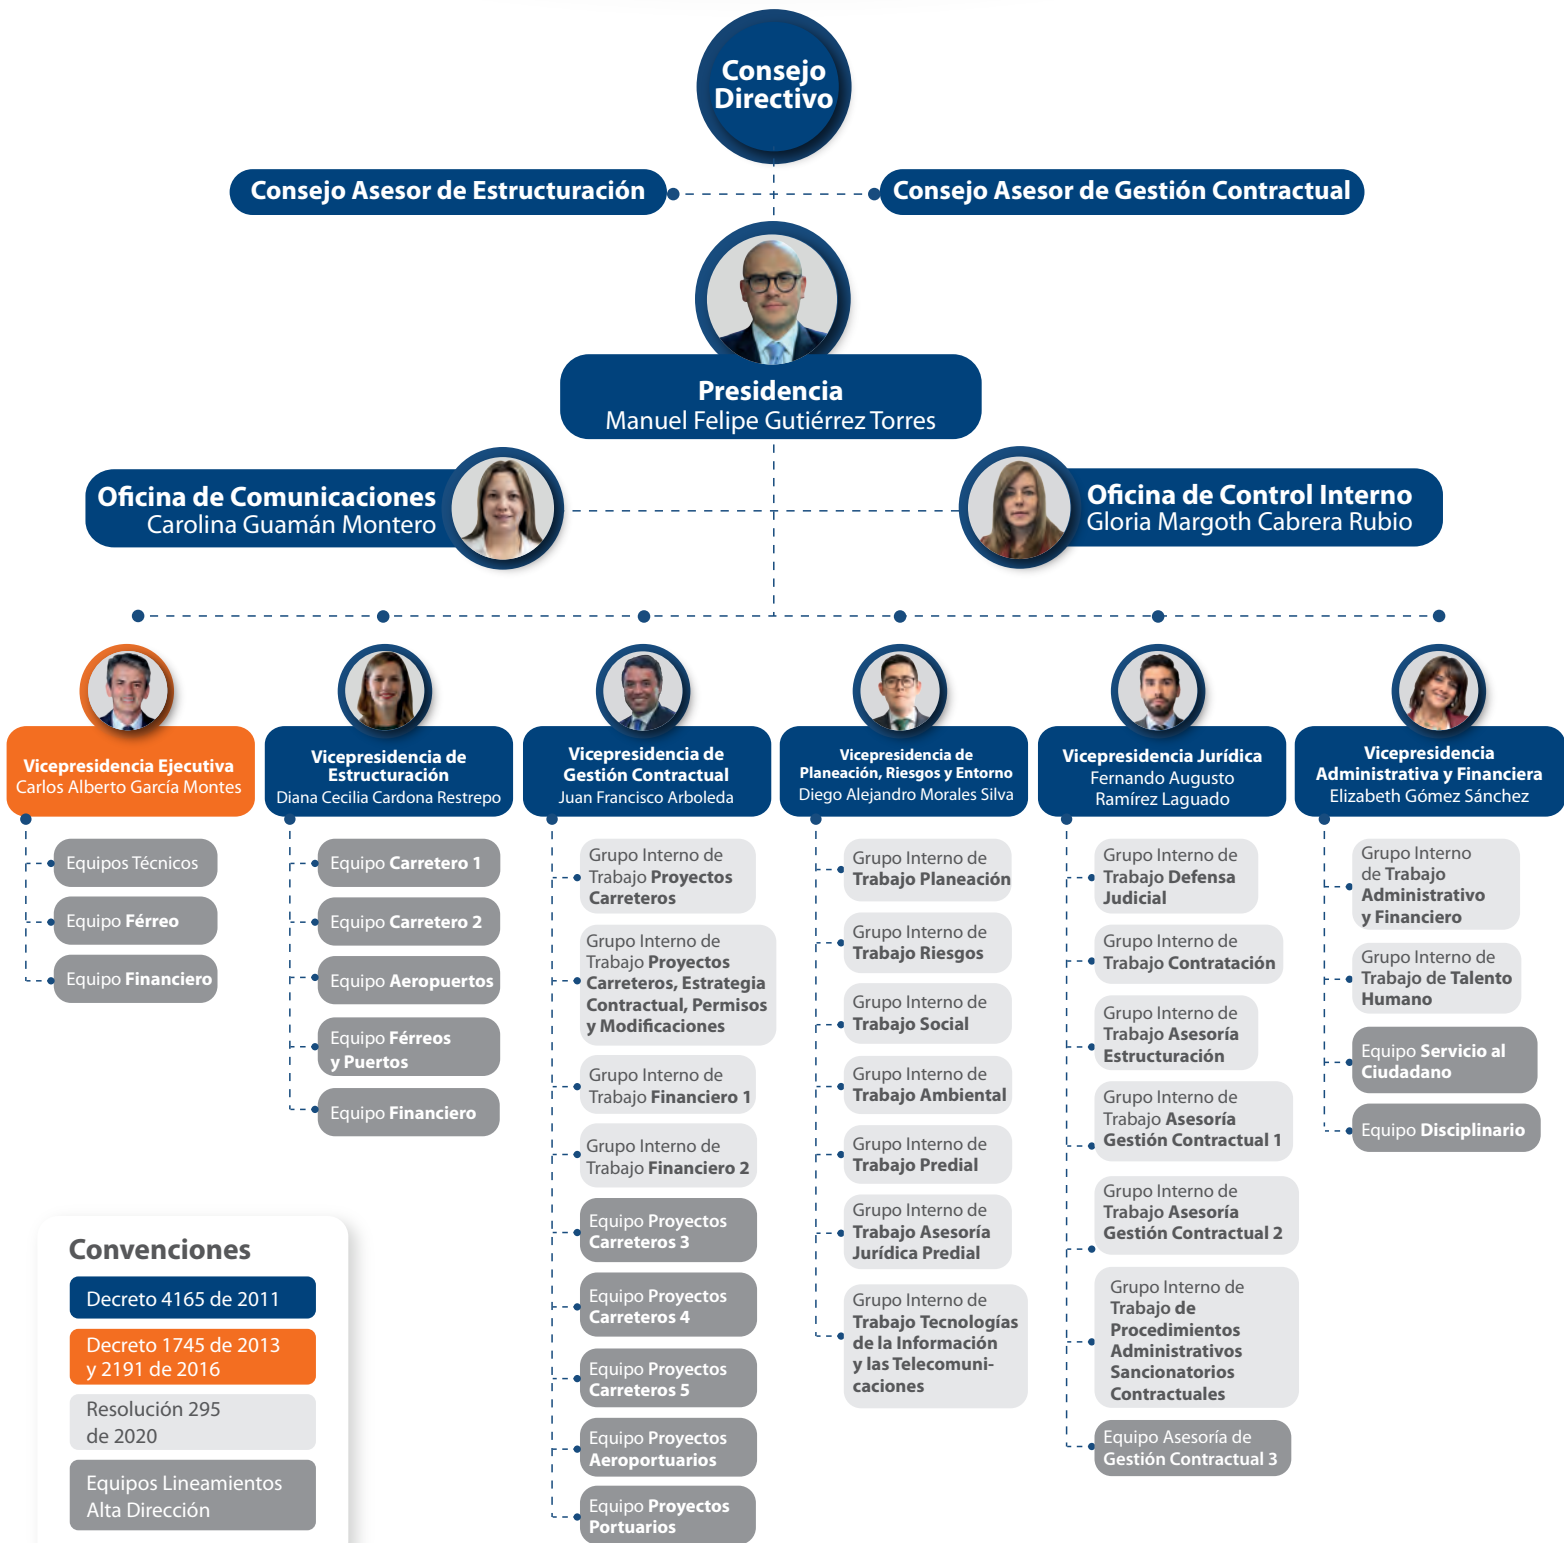 Consejo
Directivo
Consejo Asesor de Estructuración
Consejo Asesor de Gestión Contractual
Presidencia
Manuel Felipe Gutiérrez Torres
Oficina de Comunicaciones
Carolina Guamán Montero
Oficina de Control Interno
Gloria Margoth Cabrera Rubio
Vicepresidencia Ejecutiva
Carlos Alberto García Montes
Equipos Técnicos
Equipo Férreo
Equipo Financiero
Vicepresidencia de
Estructuración
Diana Cecilia Cardona Restrepo
Equipo Carretero 1
Equipo Carretero 2
Equipo Aeropuertos
Equipo Férreos
y Puertos
Equipo Financiero
Vicepresidencia de
Gestión Contractual
Juan Francisco Arboleda
Grupo Interno de
Trabajo Proyectos
Carreteros
Grupo Interno de
Trabajo Proyectos
Carreteros, Estrategia
Contractual, Permisos
y Modificaciones
Grupo Interno de
Trabajo Financiero 1
Grupo Interno de
Trabajo Financiero 2
Equipo Proyectos
Carreteros 3
Equipo Proyectos
Carreteros 4
Equipo Proyectos
Carreteros 5
Equipo Proyectos
Aeroportuarios
Equipo Proyectos
Portuarios
Vicepresidencia de
Planeación, Riesgos y Entorno
Diego Alejandro Morales Silva
Grupo Interno de
Trabajo Planeación
Grupo Interno de
Trabajo Riesgos
Grupo Interno de
Trabajo Social
Grupo Interno de
Trabajo Ambiental
Grupo Interno de
Trabajo Predial
Grupo Interno de
Trabajo Asesoría
Jurídica Predial
Grupo Interno de
Trabajo Tecnologías
de la Información
y las Telecomuni-
caciones
Vicepresidencia Jurídica
Fernando Augusto
Ramírez Laguado
Grupo Interno de
Trabajo Defensa
Judicial
Grupo Interno de
Trabajo Contratación
Grupo Interno de
Trabajo Asesoría
Estructuración
Grupo Interno de
Trabajo Asesoría
Gestión Contractual 1
Grupo Interno de
Trabajo Asesoría
Gestión Contractual 2
Grupo Interno de
Trabajo de
Procedimientos
Administrativos
Sancionatorios
Contractuales
Equipo Asesoría de
Gestión Contractual 3
Vicepresidencia
Administrativa y Financiera
Elizabeth Gómez Sánchez
Grupo Interno
de Trabajo
Administrativo
y Financiero
Grupo Interno de
Trabajo de Talento
Humano
Equipo Servicio al
Ciudadano
Equipo Disciplinario
Convenciones
Decreto 4165 de 2011
Decreto 1745 de 2013
y 2191 de 2016
Resolución 295
de 2020
Equipos Lineamientos
Alta Dirección